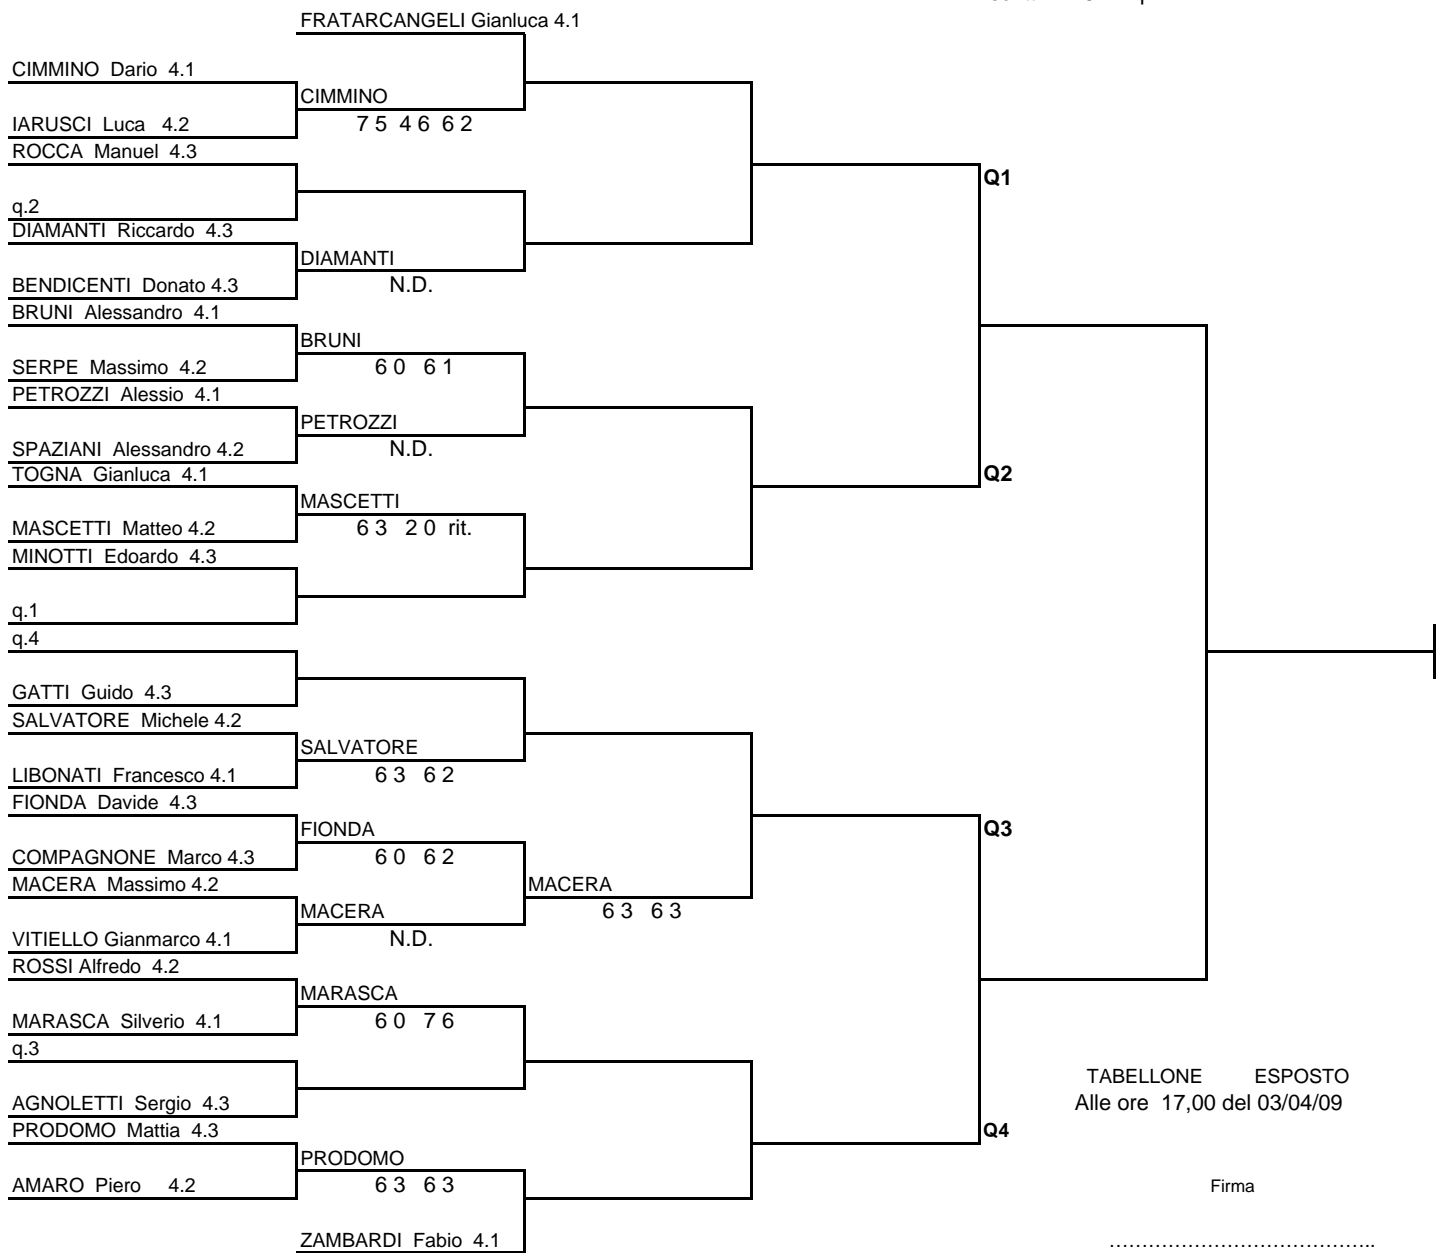 FRATARCANGELI Gianluca 4.1
CIMMINO Dario 4.1
CIMMINO
7 5 4 6 6 2
IARUSCI Luca 4.2
ROCCA Manuel 4.3
Q1
q.2
DIAMANTI Riccardo 4.3
DIAMANTI
N.D.
BENDICENTI Donato 4.3
BRUNI Alessandro 4.1
BRUNI
6 0 6 1
SERPE Massimo 4.2
PETROZZI Alessio 4.1
PETROZZI
N.D.
SPAZIANI Alessandro 4.2
TOGNA Gianluca 4.1
Q2
MASCETTI
6 3 2 0 rit.
MASCETTI Matteo 4.2
MINOTTI Edoardo 4.3
q.1
q.4
GATTI Guido 4.3
SALVATORE Michele 4.2
SALVATORE
6 3 6 2
LIBONATI Francesco 4.1
FIONDA Davide 4.3
FIONDA
Q3
6 0 6 2
COMPAGNONE Marco 4.3
MACERA Massimo 4.2
MACERA
6 3 6 3
MACERA
N.D.
VITIELLO Gianmarco 4.1
ROSSI Alfredo 4.2
MARASCA
6 0 7 6
MARASCA Silverio 4.1
q.3
TABELLONE ESPOSTO
Alle ore 17,00 del 03/04/09
AGNOLETTI Sergio 4.3
PRODOMO Mattia 4.3
Q4
PRODOMO
6 3 6 3
AMARO Piero 4.2
Firma
ZAMBARDI Fabio 4.1
…………………………………..